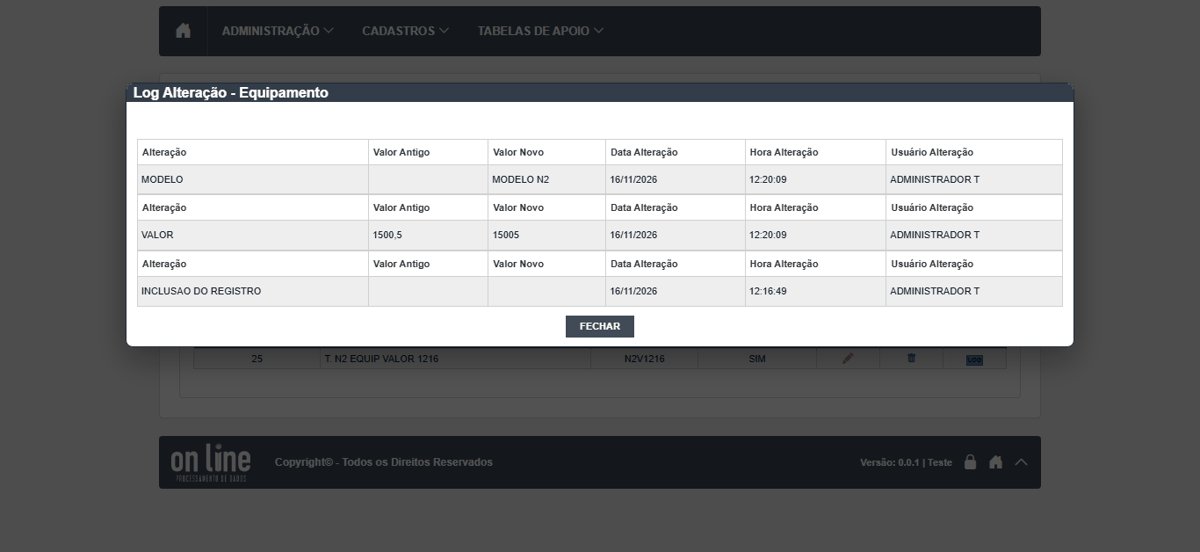 ADMINISTRAÇÃO CADASTROS TABELAS DE APOIO
Log Alteração - Equipamento
Alteração Valor Antigo Valor Novo Data Alteração Hora Alteração Usuário Alteração
MODELO MODELO N2 16/11/2026 12:20:09 ADMINISTRADOR T
Alteração Valor Antigo Valor Novo Data Alteração Hora Alteração Usuário Alteração
VALOR 1500,5 15005 16/11/2026 12:20:09 ADMINISTRADOR T
Alteração Valor Antigo Valor Novo Data Alteração Hora Alteração Usuário Alteração
INCLUSAO DO REGISTRO 16/11/2026 12:16:49 ADMINISTRADOR T
FECHAR
25 T. N2 EQUIP VALOR 1216 N2V1216 SIM LOG
on line
PROCESSAMENTO DE DADOS
Copyright© - Todos os Direitos Reservados
Versão: 0.0.1 | Teste